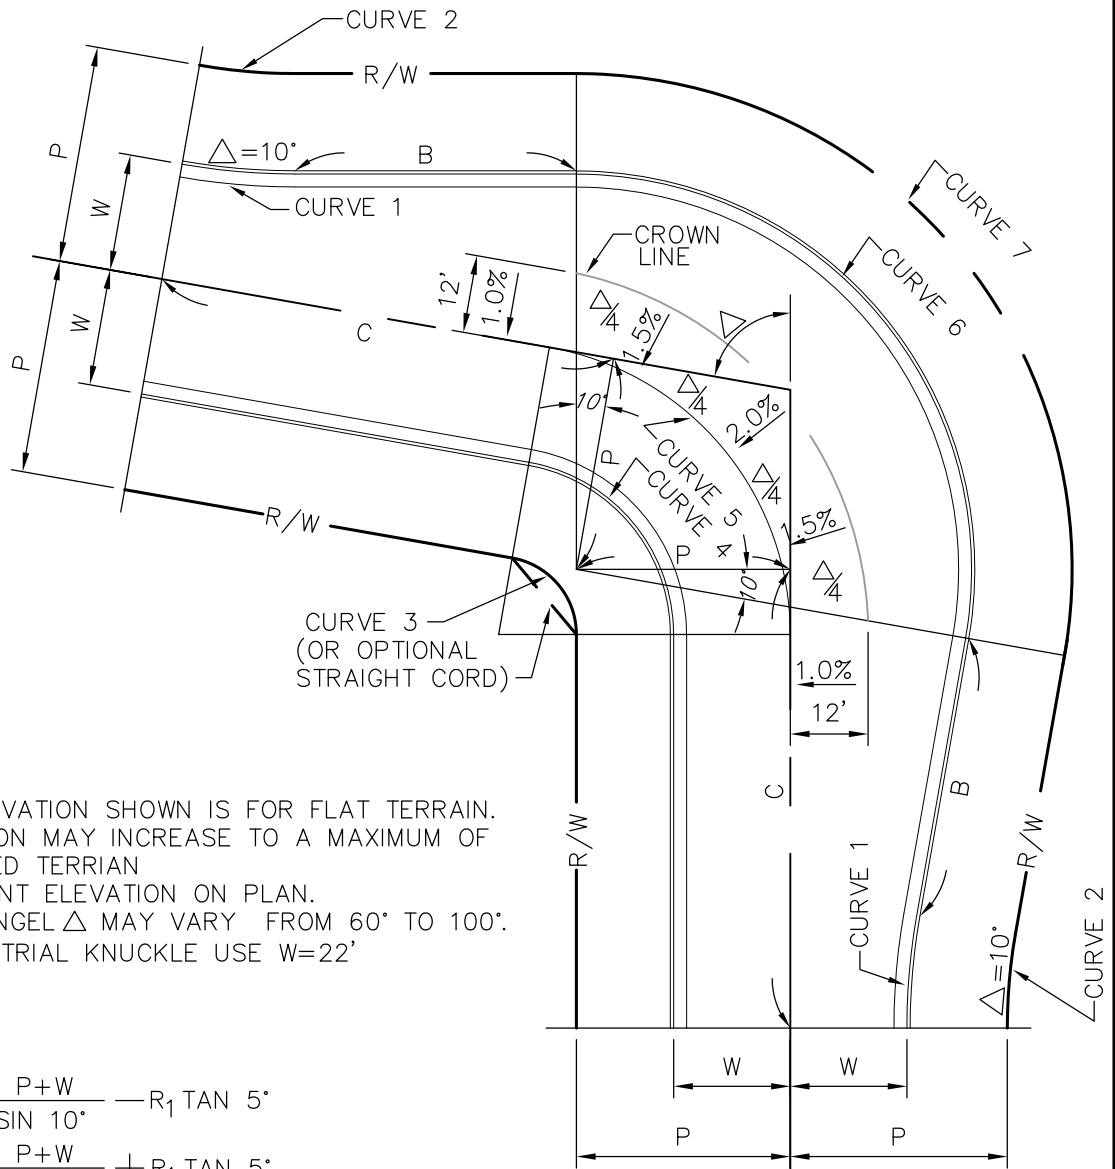 CURVE 2
R/W
P
△=10°
B
W
CURVE 1
CURVE 7
CROWN
LINE
CURVE 6
12'
1.0%
△/4
1.5%
△
W
C
P
△/4
2.0%
10°
P
CURVE 5
CURVE 4
△/4
1.5%
R/W
P
10°
△/4
CURVE 3
(OR OPTIONAL
STRAIGHT CORD)
1.0%
12'
C
B
R/W
R/W
VATION SHOWN IS FOR FLAT TERRAIN.
ON MAY INCREASE TO A MAXIMUM OF
ED TERRIAN
NT ELEVATION ON PLAN.
NGEL △ MAY VARY FROM 60° TO 100°.
TRIAL KNUCKLE USE W=22'
CURVE 1
△=10°
CURVE 2
W
W
P
P
P+W
SIN 10°
— R1 TAN 5°
P+W
+ R1 TAN 5°